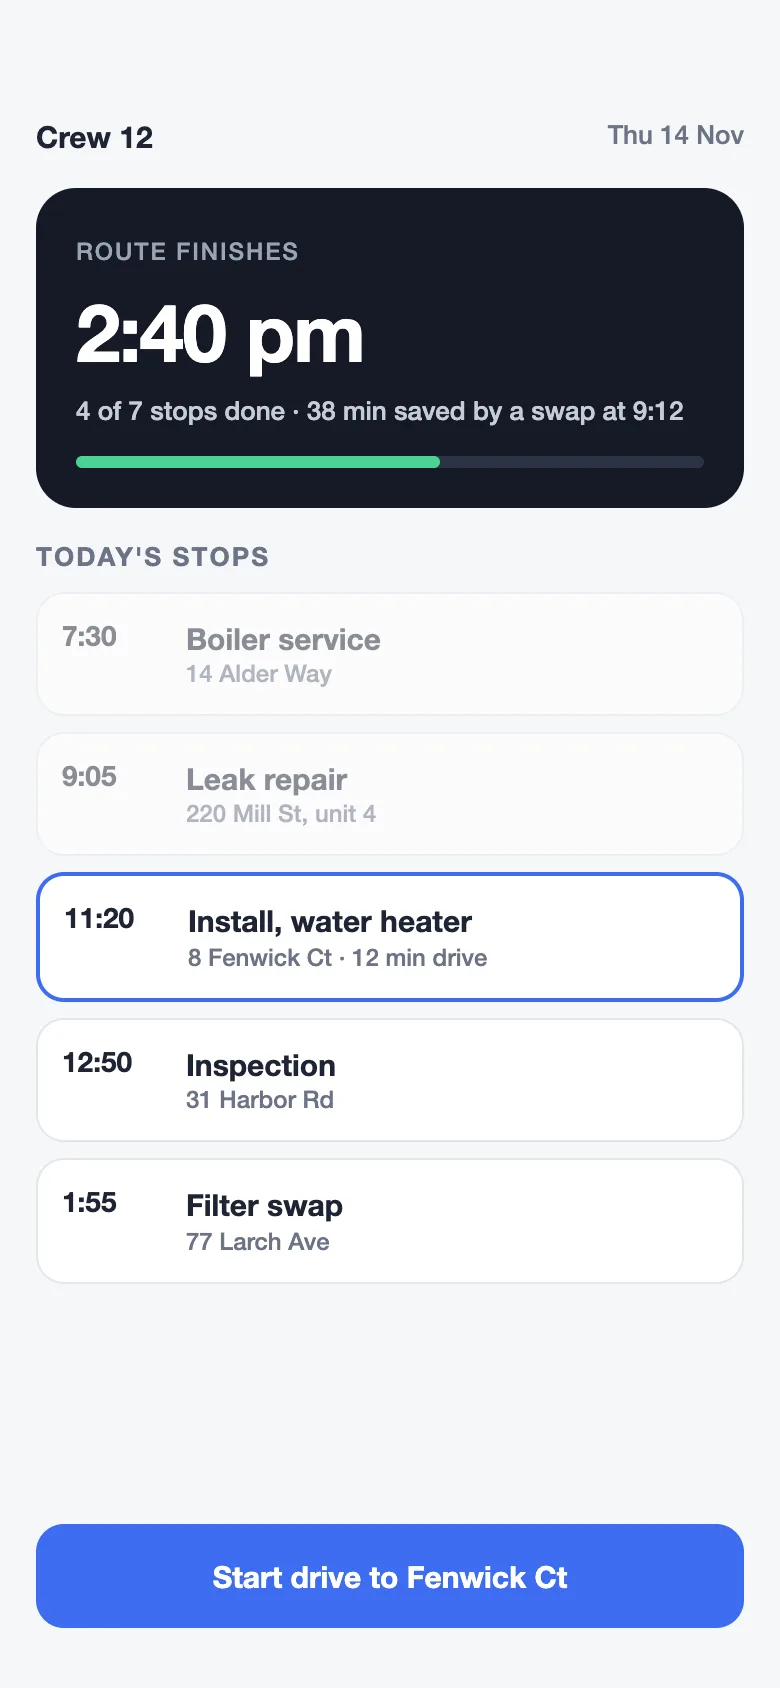 Crew 12
Thu 14 Nov
ROUTE FINISHES
2:40 pm
4 of 7 stops done · 38 min saved by a swap at 9:12
TODAY'S STOPS
7:30
Boiler service
14 Alder Way
9:05
Leak repair
220 Mill St, unit 4
11:20
Install, water heater
8 Fenwick Ct · 12 min drive
12:50
Inspection
31 Harbor Rd
1:55
Filter swap
77 Larch Ave
Start drive to Fenwick Ct